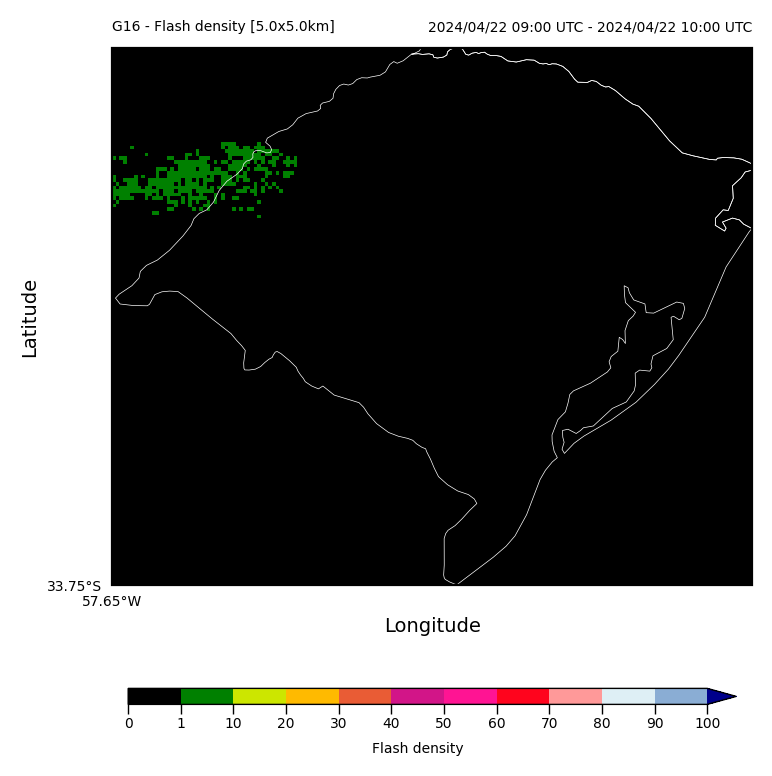 G16 - Flash density [5.0x5.0km]
2024/04/22 09:00 UTC - 2024/04/22 10:00 UTC
Latitude
33.75°S
57.65°W
Longitude
0 1 10 20 30 40 50 60 70 80 90 100
Flash density